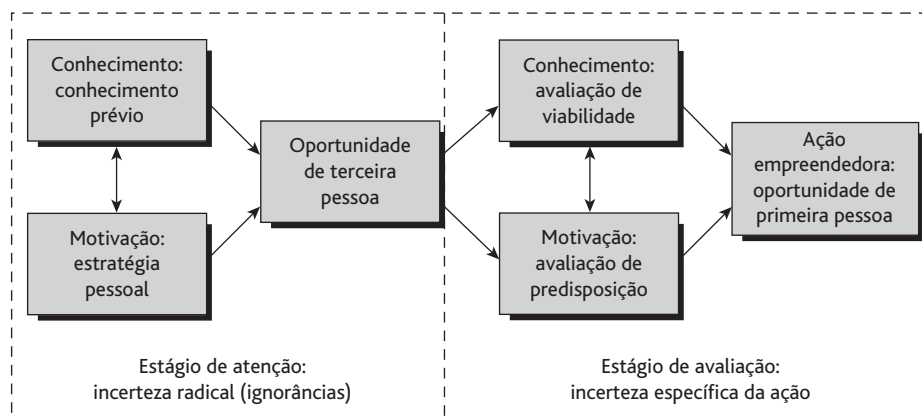 Conhecimento:
conhecimento
prévio
Motivação:
estratégia
pessoal
Oportunidade
de terceira
pessoa
Estágio de atenção:
incerteza radical (ignorâncias)
Conhecimento:
avaliação de
viabilidade
Motivação:
avaliação de
predisposição
Ação
empreendedora:
oportunidade de
primeira pessoa
Estágio de avaliação:
incerteza específica da ação